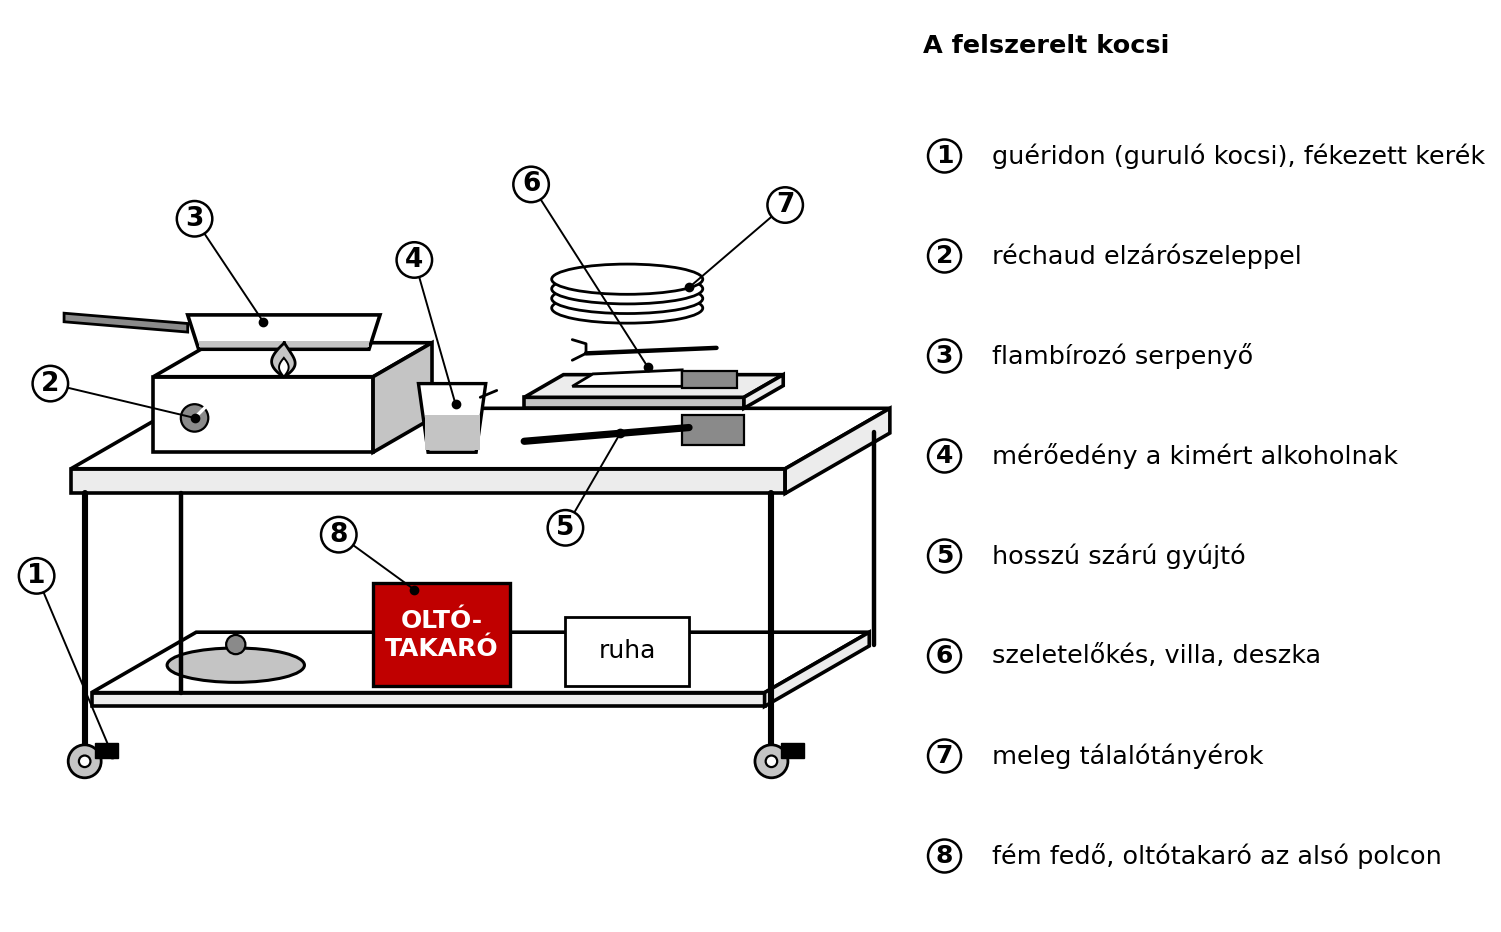 A felszerelt kocsi
1 guéridon (guruló kocsi), fékezett kerék
2 réchaud elzárószeleppel
3 flambírozó serpenyő
4 mérőedény a kimért alkoholnak
5 hosszú szárú gyújtó
6 szeletelőkés, villa, deszka
7 meleg tálalótányérok
8 fém fedő, oltótakaró az alsó polcon
6
7
3
4
2
5
8
1
OLTÓ-
TAKARÓ
ruha